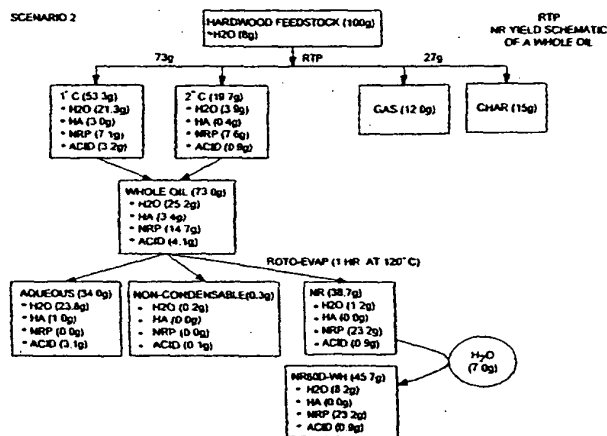 SCENARIO 2
RTP
NR YIELD SCHEMATIC
OF A WHOLE OIL
HARDWOOD FEEDSTOCK (100g)
* H2O (6g)
73g
RTP
27g
1° C (53.3g)
* H2O (21.3g)
* HA (3.0g)
* NRP (7.1g)
* ACID (3.2g)
2° C (19.7g)
* H2O (3.9g)
* HA (0.4g)
* NRP (7.6g)
* ACID (0.9g)
GAS (12.0g)
CHAR (15g)
WHOLE OIL (73.0g)
* H2O (25.2g)
* HA (3.4g)
* NRP (14.7g)
* ACID (4.1g)
ROTO-EVAP (1 HR AT 120°C)
AQUEOUS (34.0g)
* H2O (23.8g)
* HA (1.0g)
* NRP (0.0g)
* ACID (3.1g)
NON-CONDENSABLE (0.3g)
* H2O (0.2g)
* HA (0.0g)
* NRP (0.0g)
* ACID (0.1g)
NR (38.7g)
* H2O (1.2g)
* HA (0.0g)
* NRP (23.2g)
* ACID (0.9g)
H2O
(7.0g)
NR60D-WH (45.7g)
* H2O (8.2g)
* HA (0.0g)
* NRP (23.2g)
* ACID (0.9g)